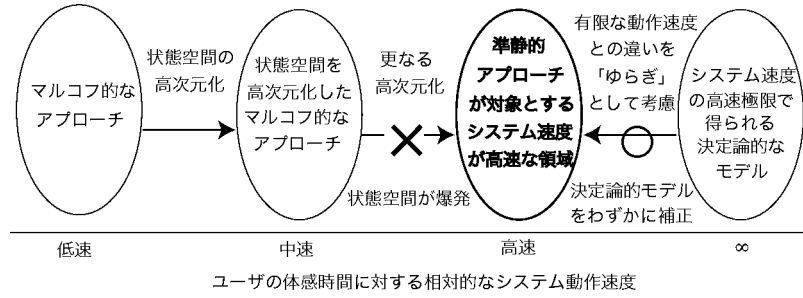 マルコフ的な
アプローチ
状態空間の
高次元化
状態空間を
高次元化した
マルコフ的な
アプローチ
更なる
高次元化
状態空間が爆発
準静的
アプローチ
が対象とする
システム速度
が高速な領域
有限な動作速度
との違いを
「ゆらぎ」
として考慮
決定論的モデル
をわずかに補正
システム速度
の高速極限で
得られる
決定論的な
モデル
低速
中速
高速
∞
ユーザの体感時間に対する相対的なシステム動作速度